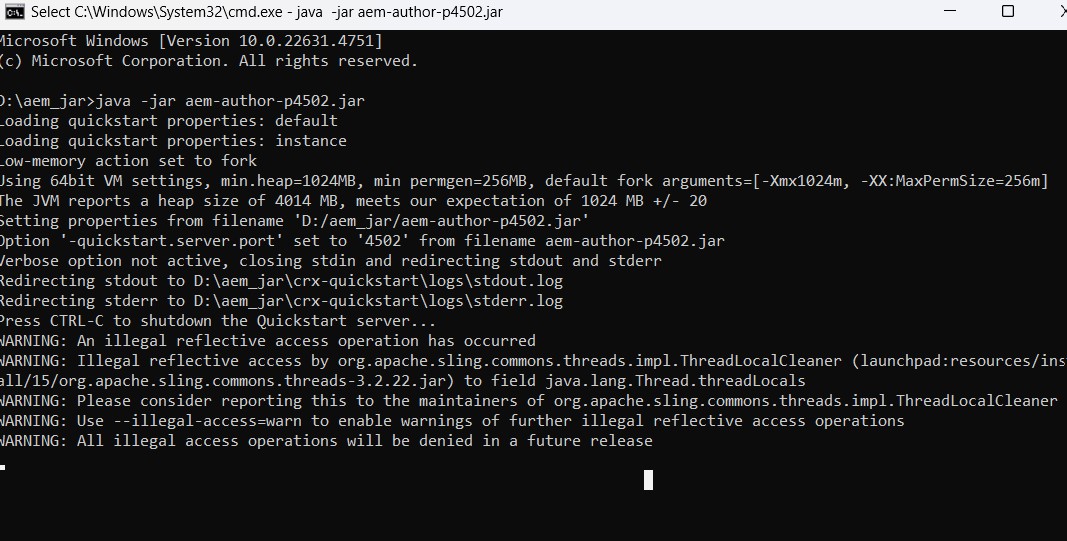 Select C:\Windows\System32\cmd.exe - java  -jar aem-author-p4502.jar
Microsoft Windows [Version 10.0.22631.4751]
(c) Microsoft Corporation. All rights reserved.
D:\aem_jar>java -jar aem-author-p4502.jar
Loading quickstart properties: default
Loading quickstart properties: instance
Low-memory action set to fork
Using 64bit VM settings, min.heap=1024MB, min permgen=256MB, default fork arguments=[-Xmx1024m, -XX:MaxPermSize=256m]
The JVM reports a heap size of 4014 MB, meets our expectation of 1024 MB +/- 20
Setting properties from filename 'D:/aem_jar/aem-author-p4502.jar'
Option '-quickstart.server.port' set to '4502' from filename aem-author-p4502.jar
Verbose option not active, closing stdin and redirecting stdout and stderr
Redirecting stdout to D:\aem_jar\crx-quickstart\logs\stdout.log
Redirecting stderr to D:\aem_jar\crx-quickstart\logs\stderr.log
Press CTRL-C to shutdown the Quickstart server...
WARNING: An illegal reflective access operation has occurred
WARNING: Illegal reflective access by org.apache.sling.commons.threads.impl.ThreadLocalCleaner (launchpad:resources/inst
all/15/org.apache.sling.commons.threads-3.2.22.jar) to field java.lang.Thread.threadLocals
WARNING: Please consider reporting this to the maintainers of org.apache.sling.commons.threads.impl.ThreadLocalCleaner
WARNING: Use --illegal-access=warn to enable warnings of further illegal reflective access operations
WARNING: All illegal access operations will be denied in a future release